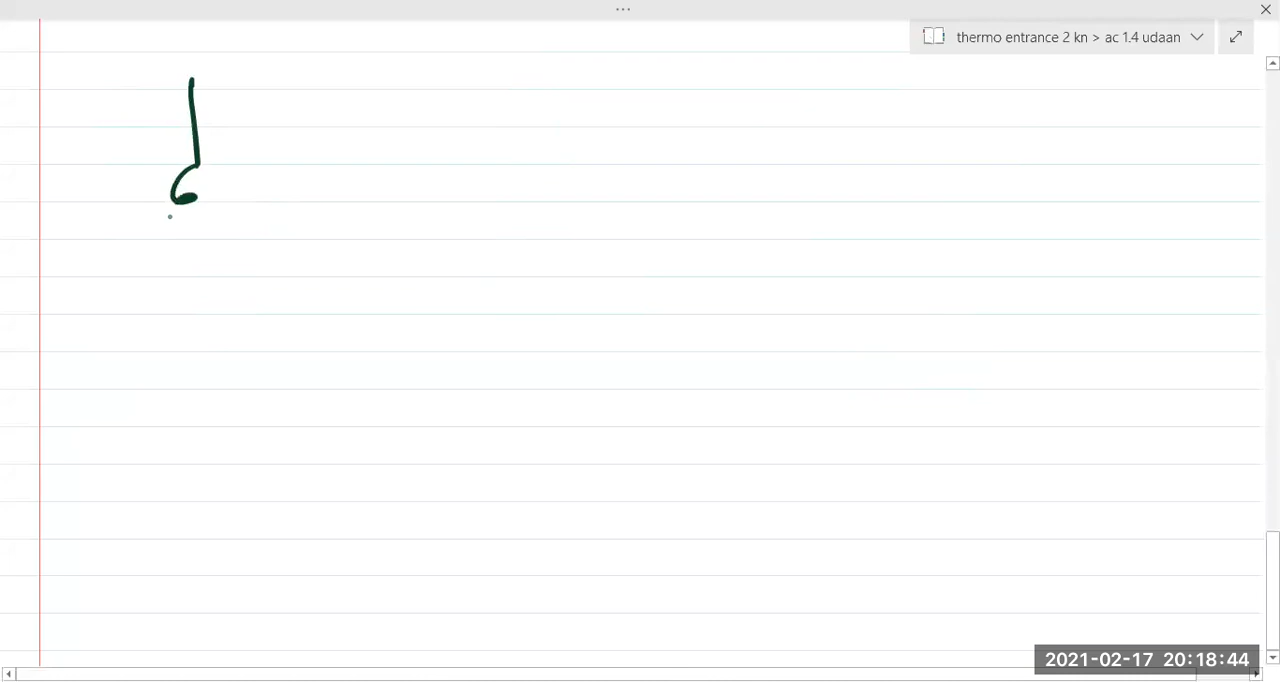 ...
thermo entrance 2 kn > ac 1.4 udaan
2021-02-17 20:18:44